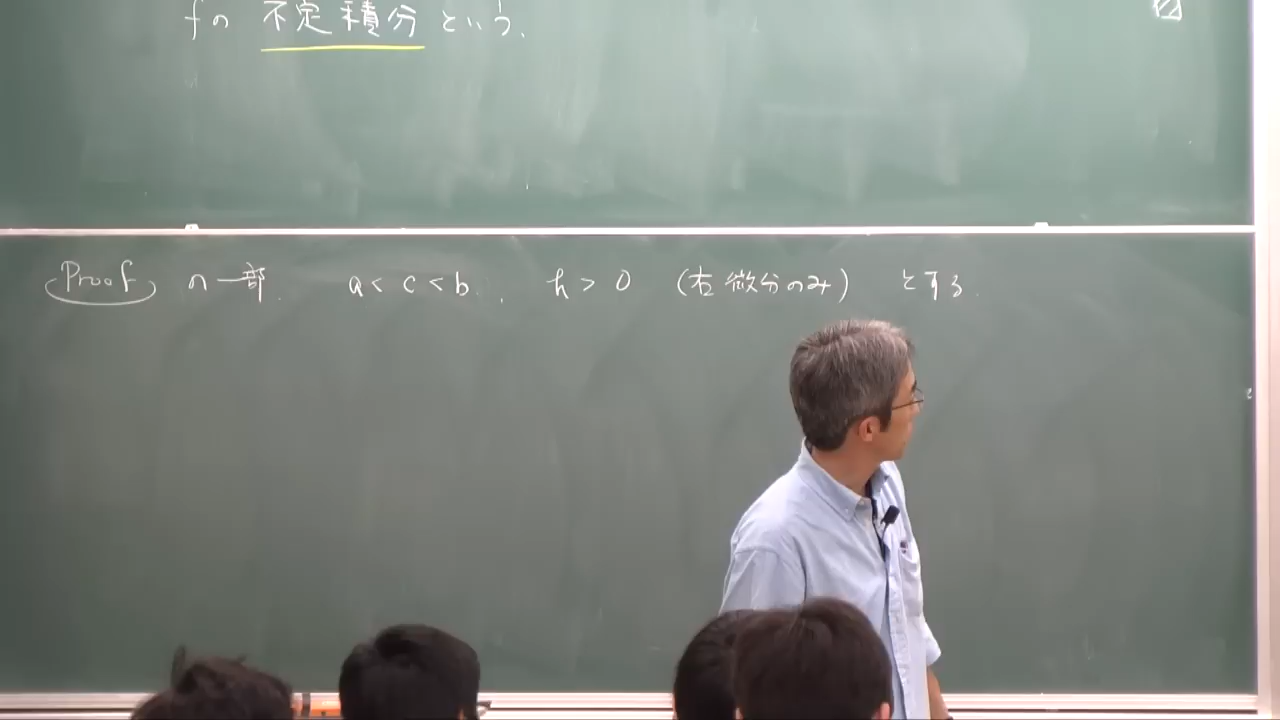 fの 不定積分 という.
Proof の一部. a < c < b., h > 0 (右微分のみ) とする.